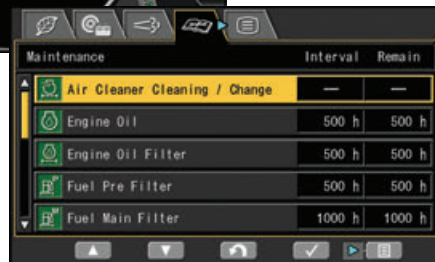 Maintenance Interval Remain
Air Cleaner Cleaning / Change — —
Engine Oil 500 h 500 h
Engine Oil Filter 500 h 500 h
Fuel Pre Filter 500 h 500 h
Fuel Main Filter 1000 h 1000 h